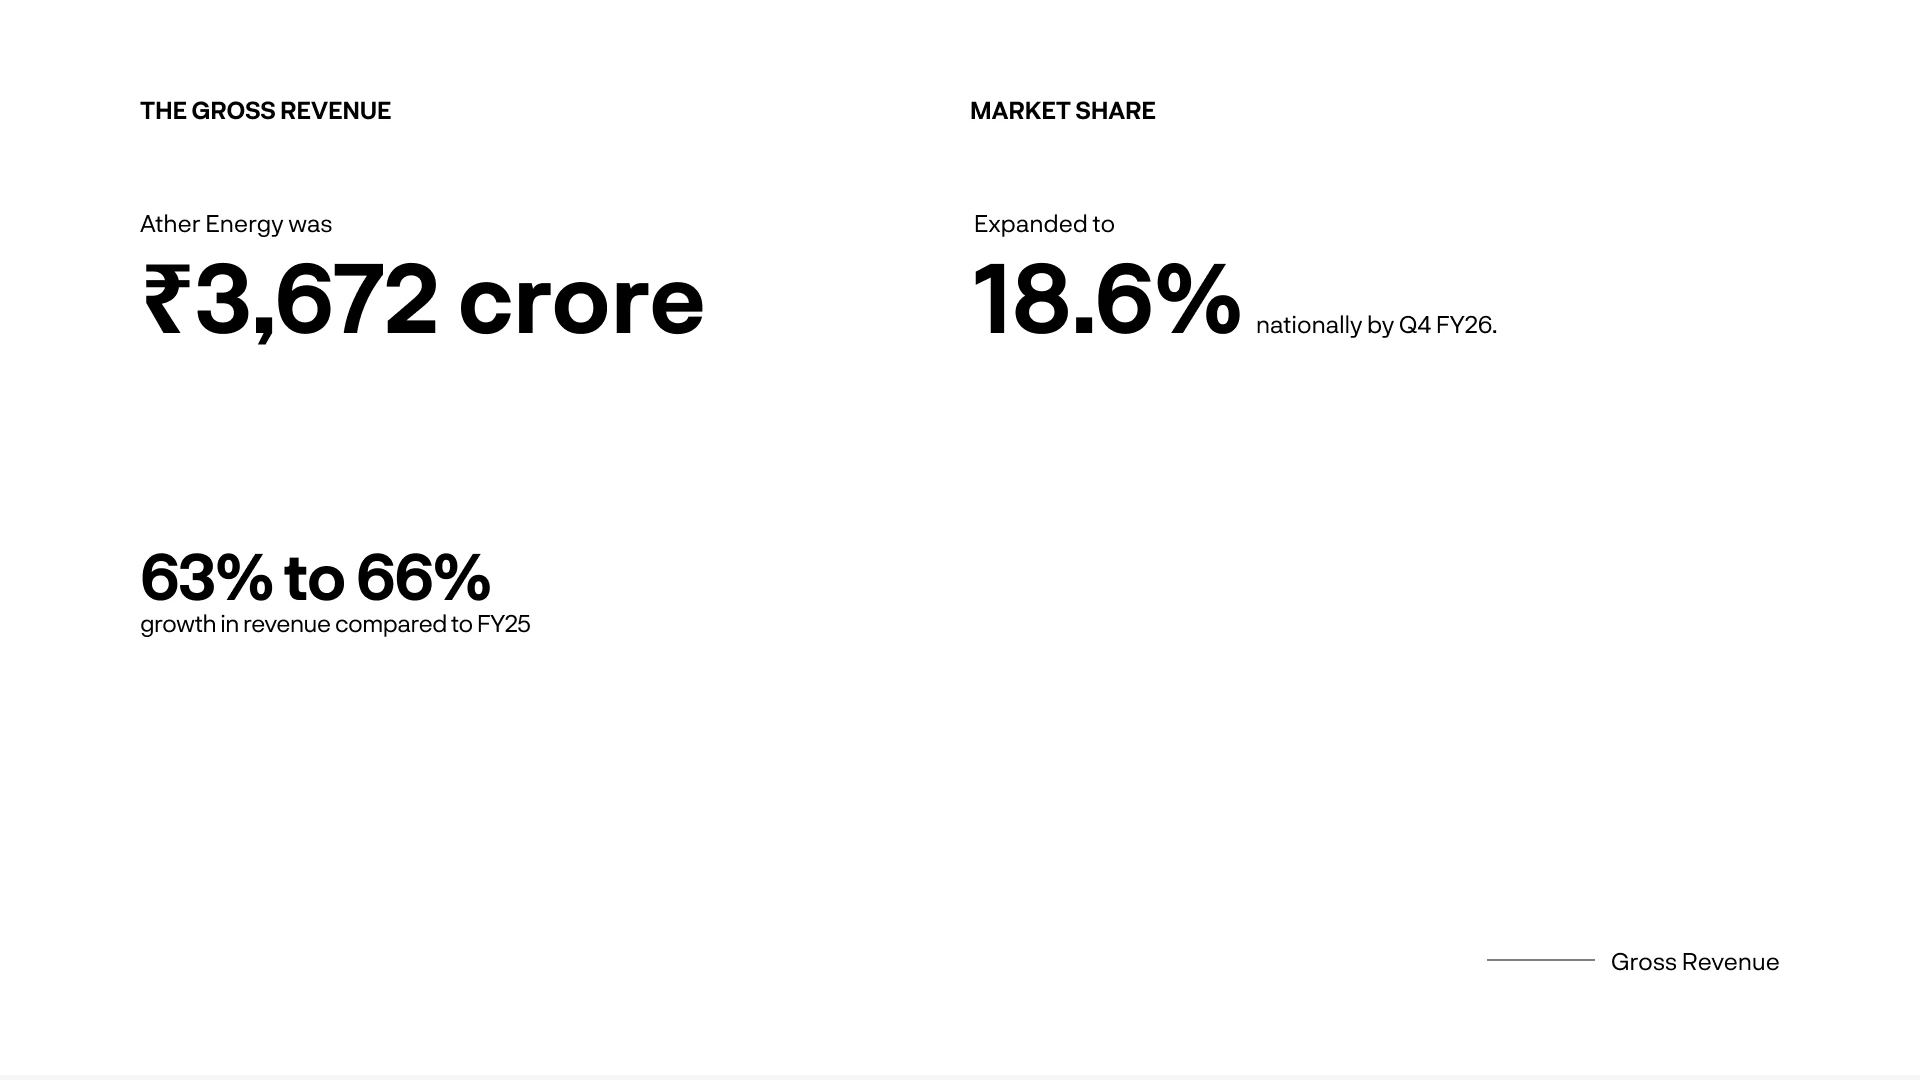 THE GROSS REVENUE
Ather Energy was
₹3,672 crore
63% to 66%
growth in revenue compared to FY25
MARKET SHARE
Expanded to
18.6% nationally by Q4 FY26.
Gross Revenue